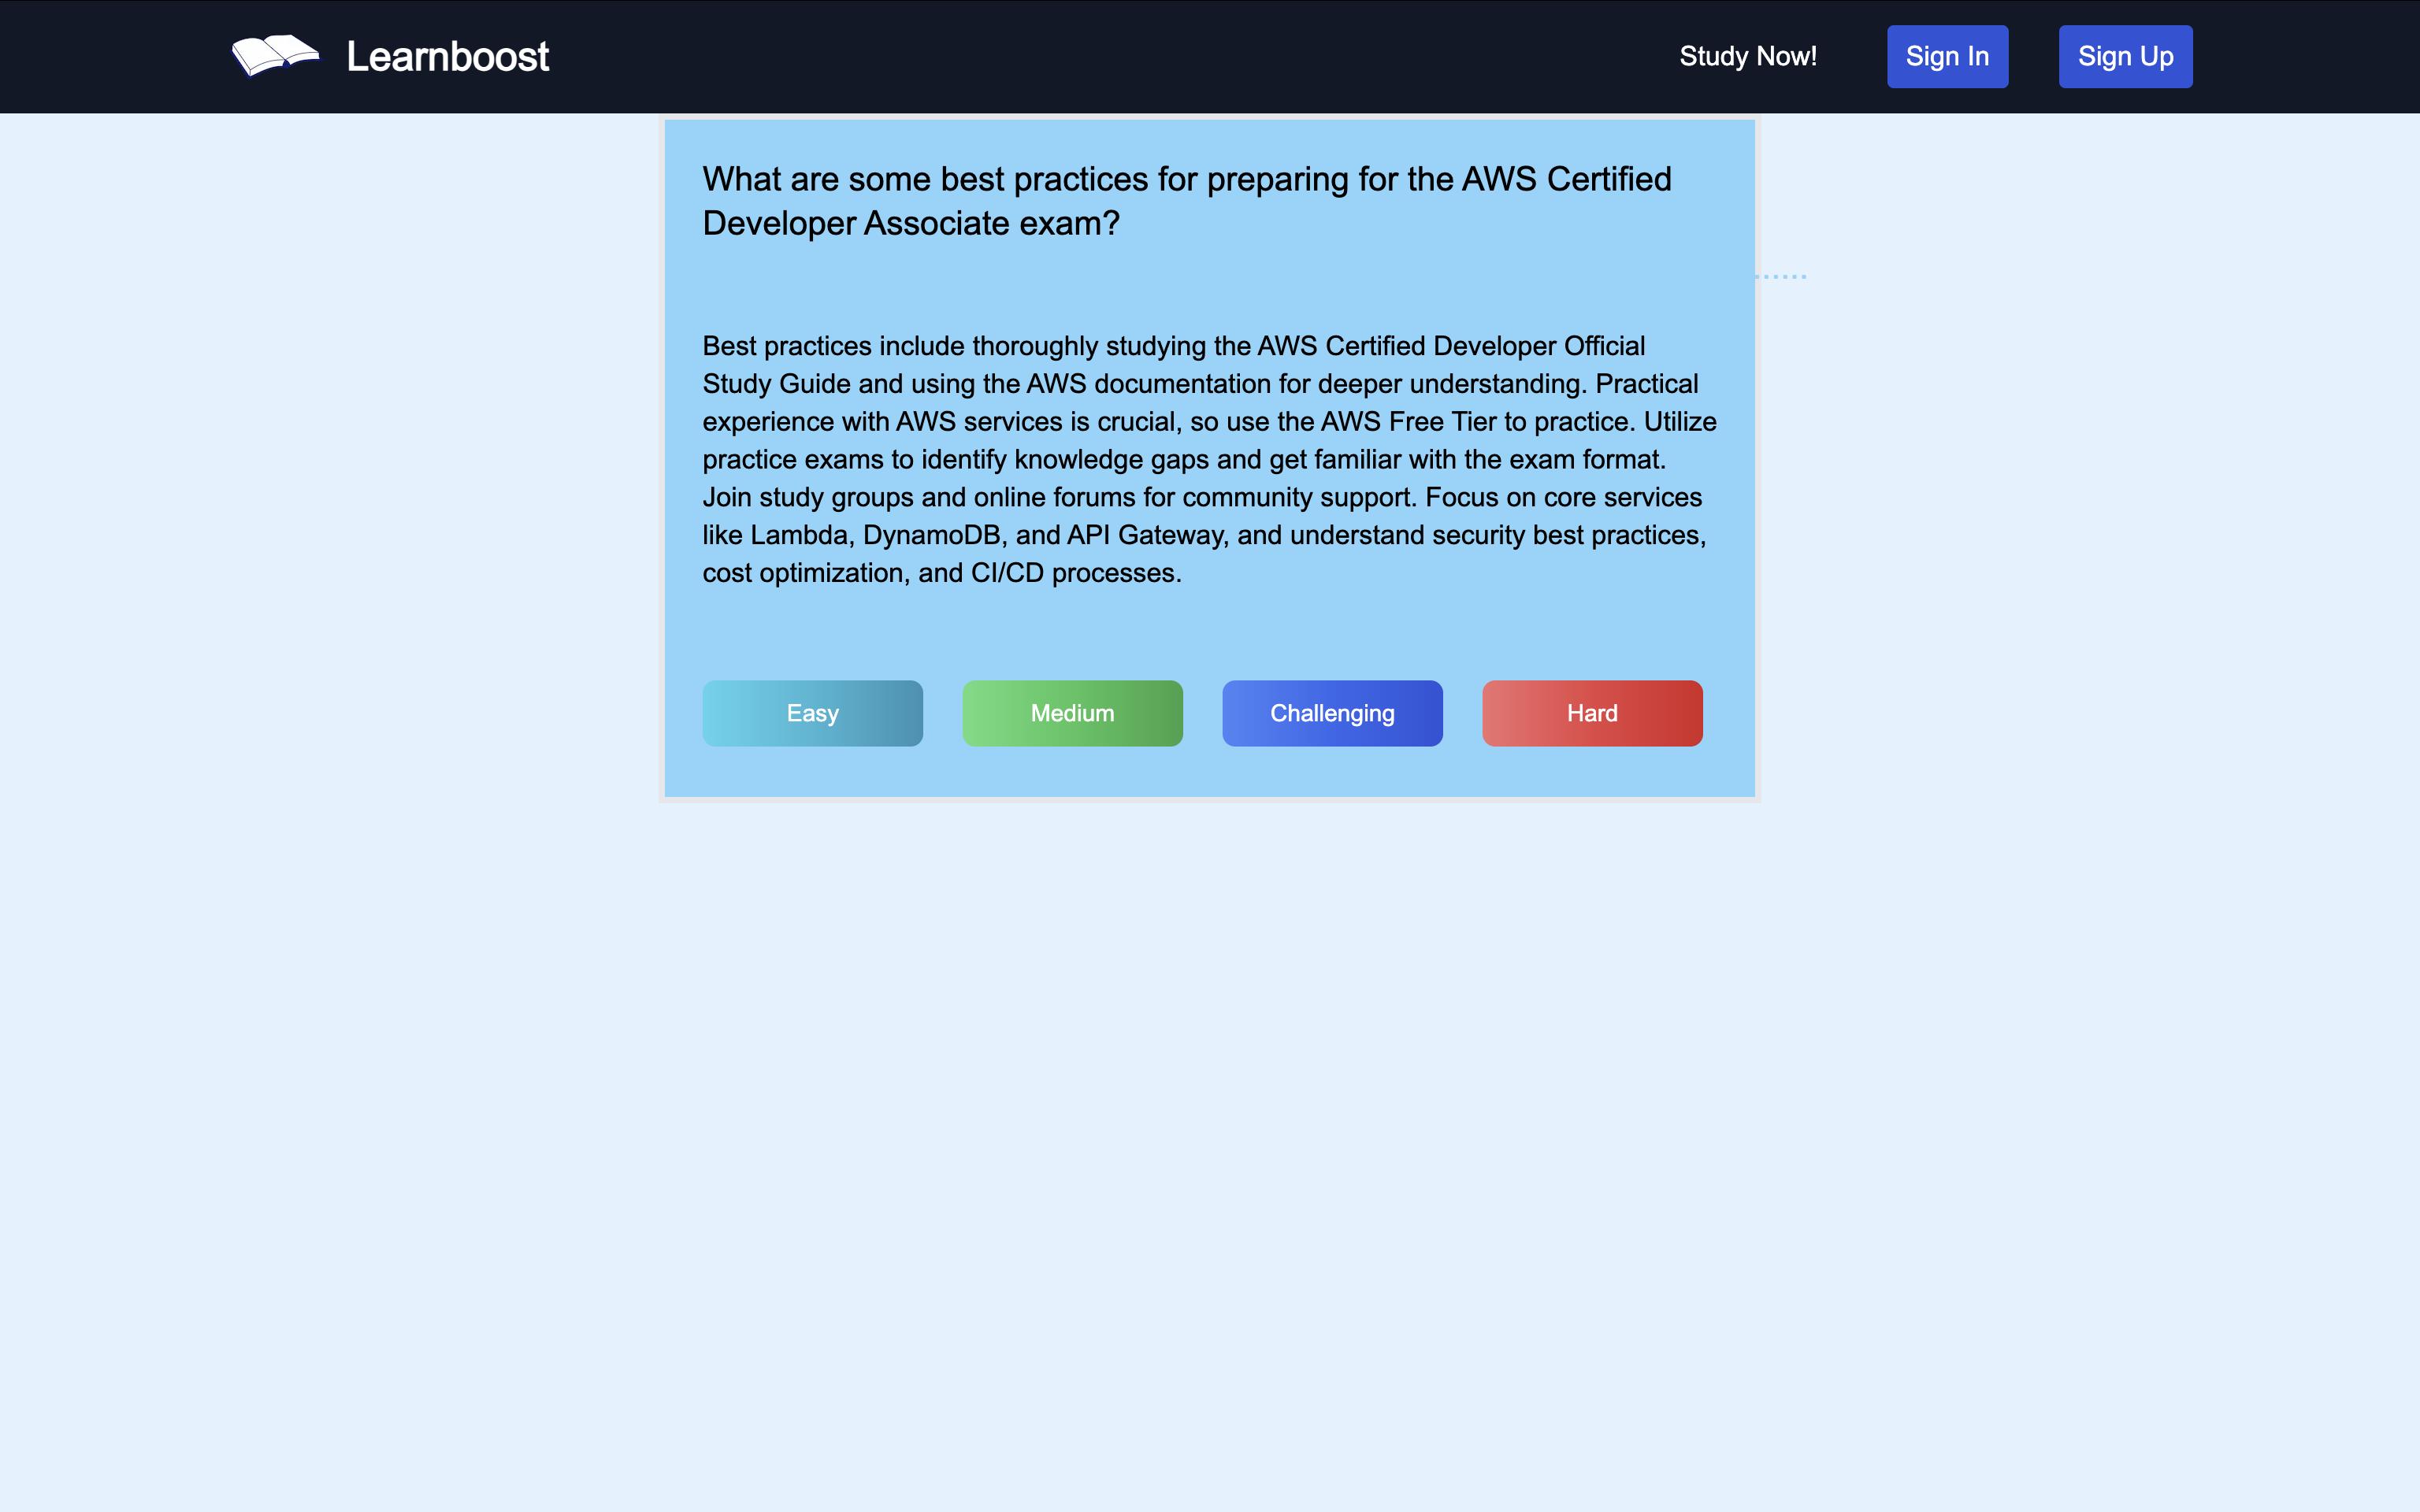 Learnboost
Study Now!
Sign In
Sign Up
What are some best practices for preparing for the AWS Certified
Developer Associate exam?
Best practices include thoroughly studying the AWS Certified Developer Official
Study Guide and using the AWS documentation for deeper understanding. Practical
experience with AWS services is crucial, so use the AWS Free Tier to practice. Utilize
practice exams to identify knowledge gaps and get familiar with the exam format.
Join study groups and online forums for community support. Focus on core services
like Lambda, DynamoDB, and API Gateway, and understand security best practices,
cost optimization, and CI/CD processes.
Easy
Medium
Challenging
Hard